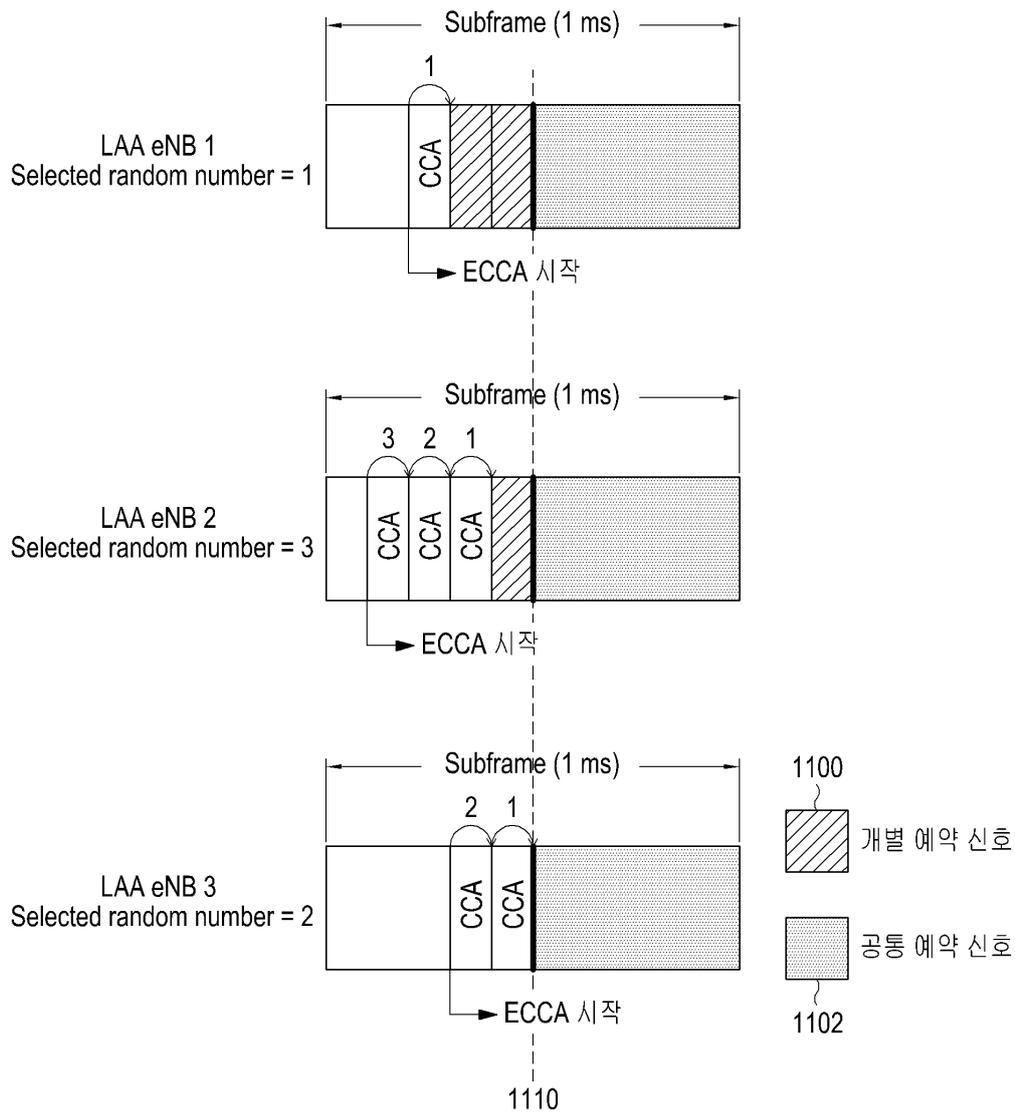 Subframe (1 ms)
1
LAA eNB 1
Selected random number = 1
CCA
ECCA 시작
Subframe (1 ms)
3 2 1
LAA eNB 2
Selected random number = 3
CCA CCA CCA
ECCA 시작
Subframe (1 ms)
2 1
LAA eNB 3
Selected random number = 2
CCA CCA
ECCA 시작
1100
개별 예약 신호
공통 예약 신호
1102
1110